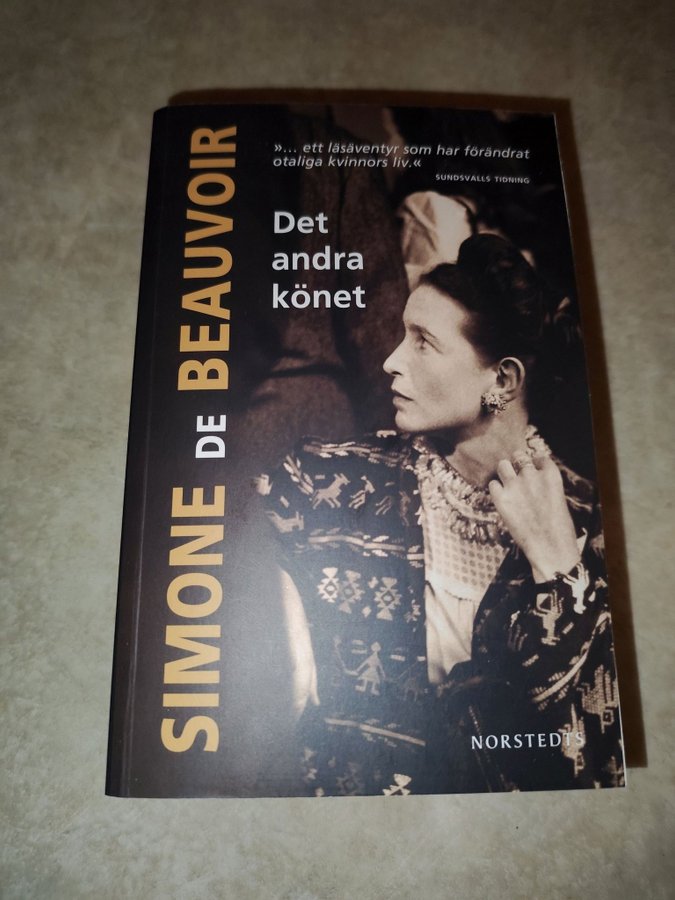 »... ett läsäventyr som har förändrat
otaliga kvinnors liv.«
SUNDSVALLS TIDNING
Det
andra
könet
SIMONE DE BEAUVOIR
NORSTEDTS